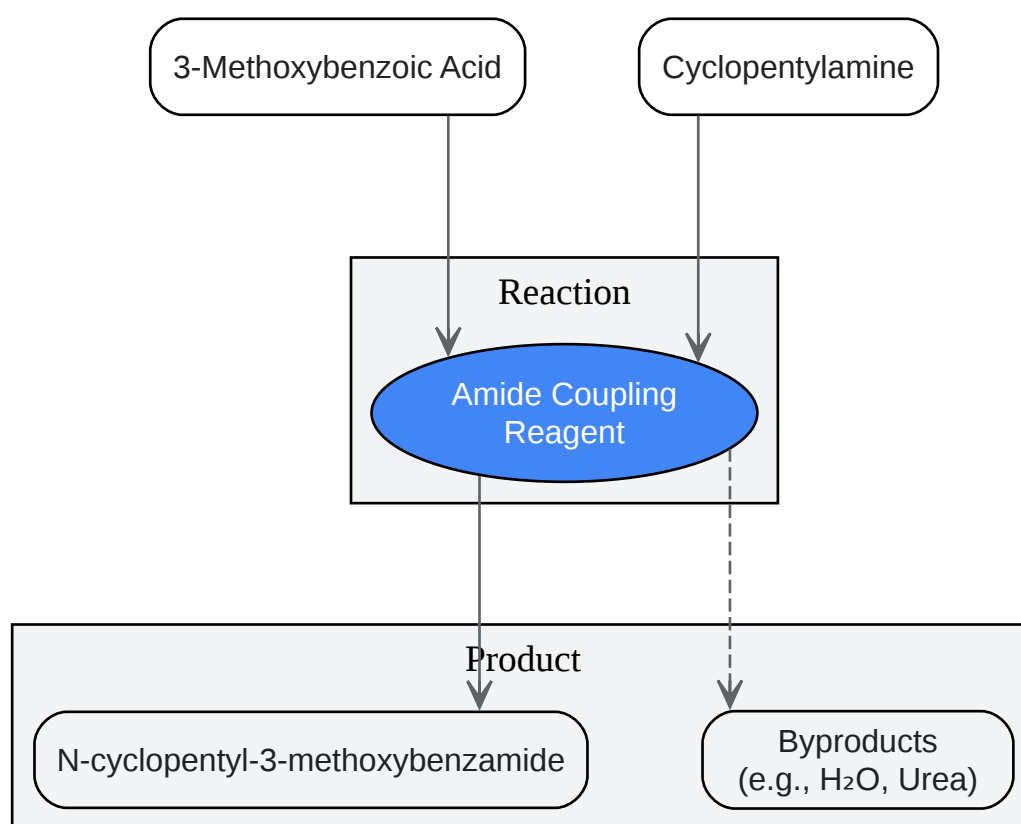 3-Methoxybenzoic Acid
Cyclopentylamine
Reaction
Amide Coupling
Reagent
Product
N-cyclopentyl-3-methoxybenzamide
Byproducts
(e.g., H₂O, Urea)